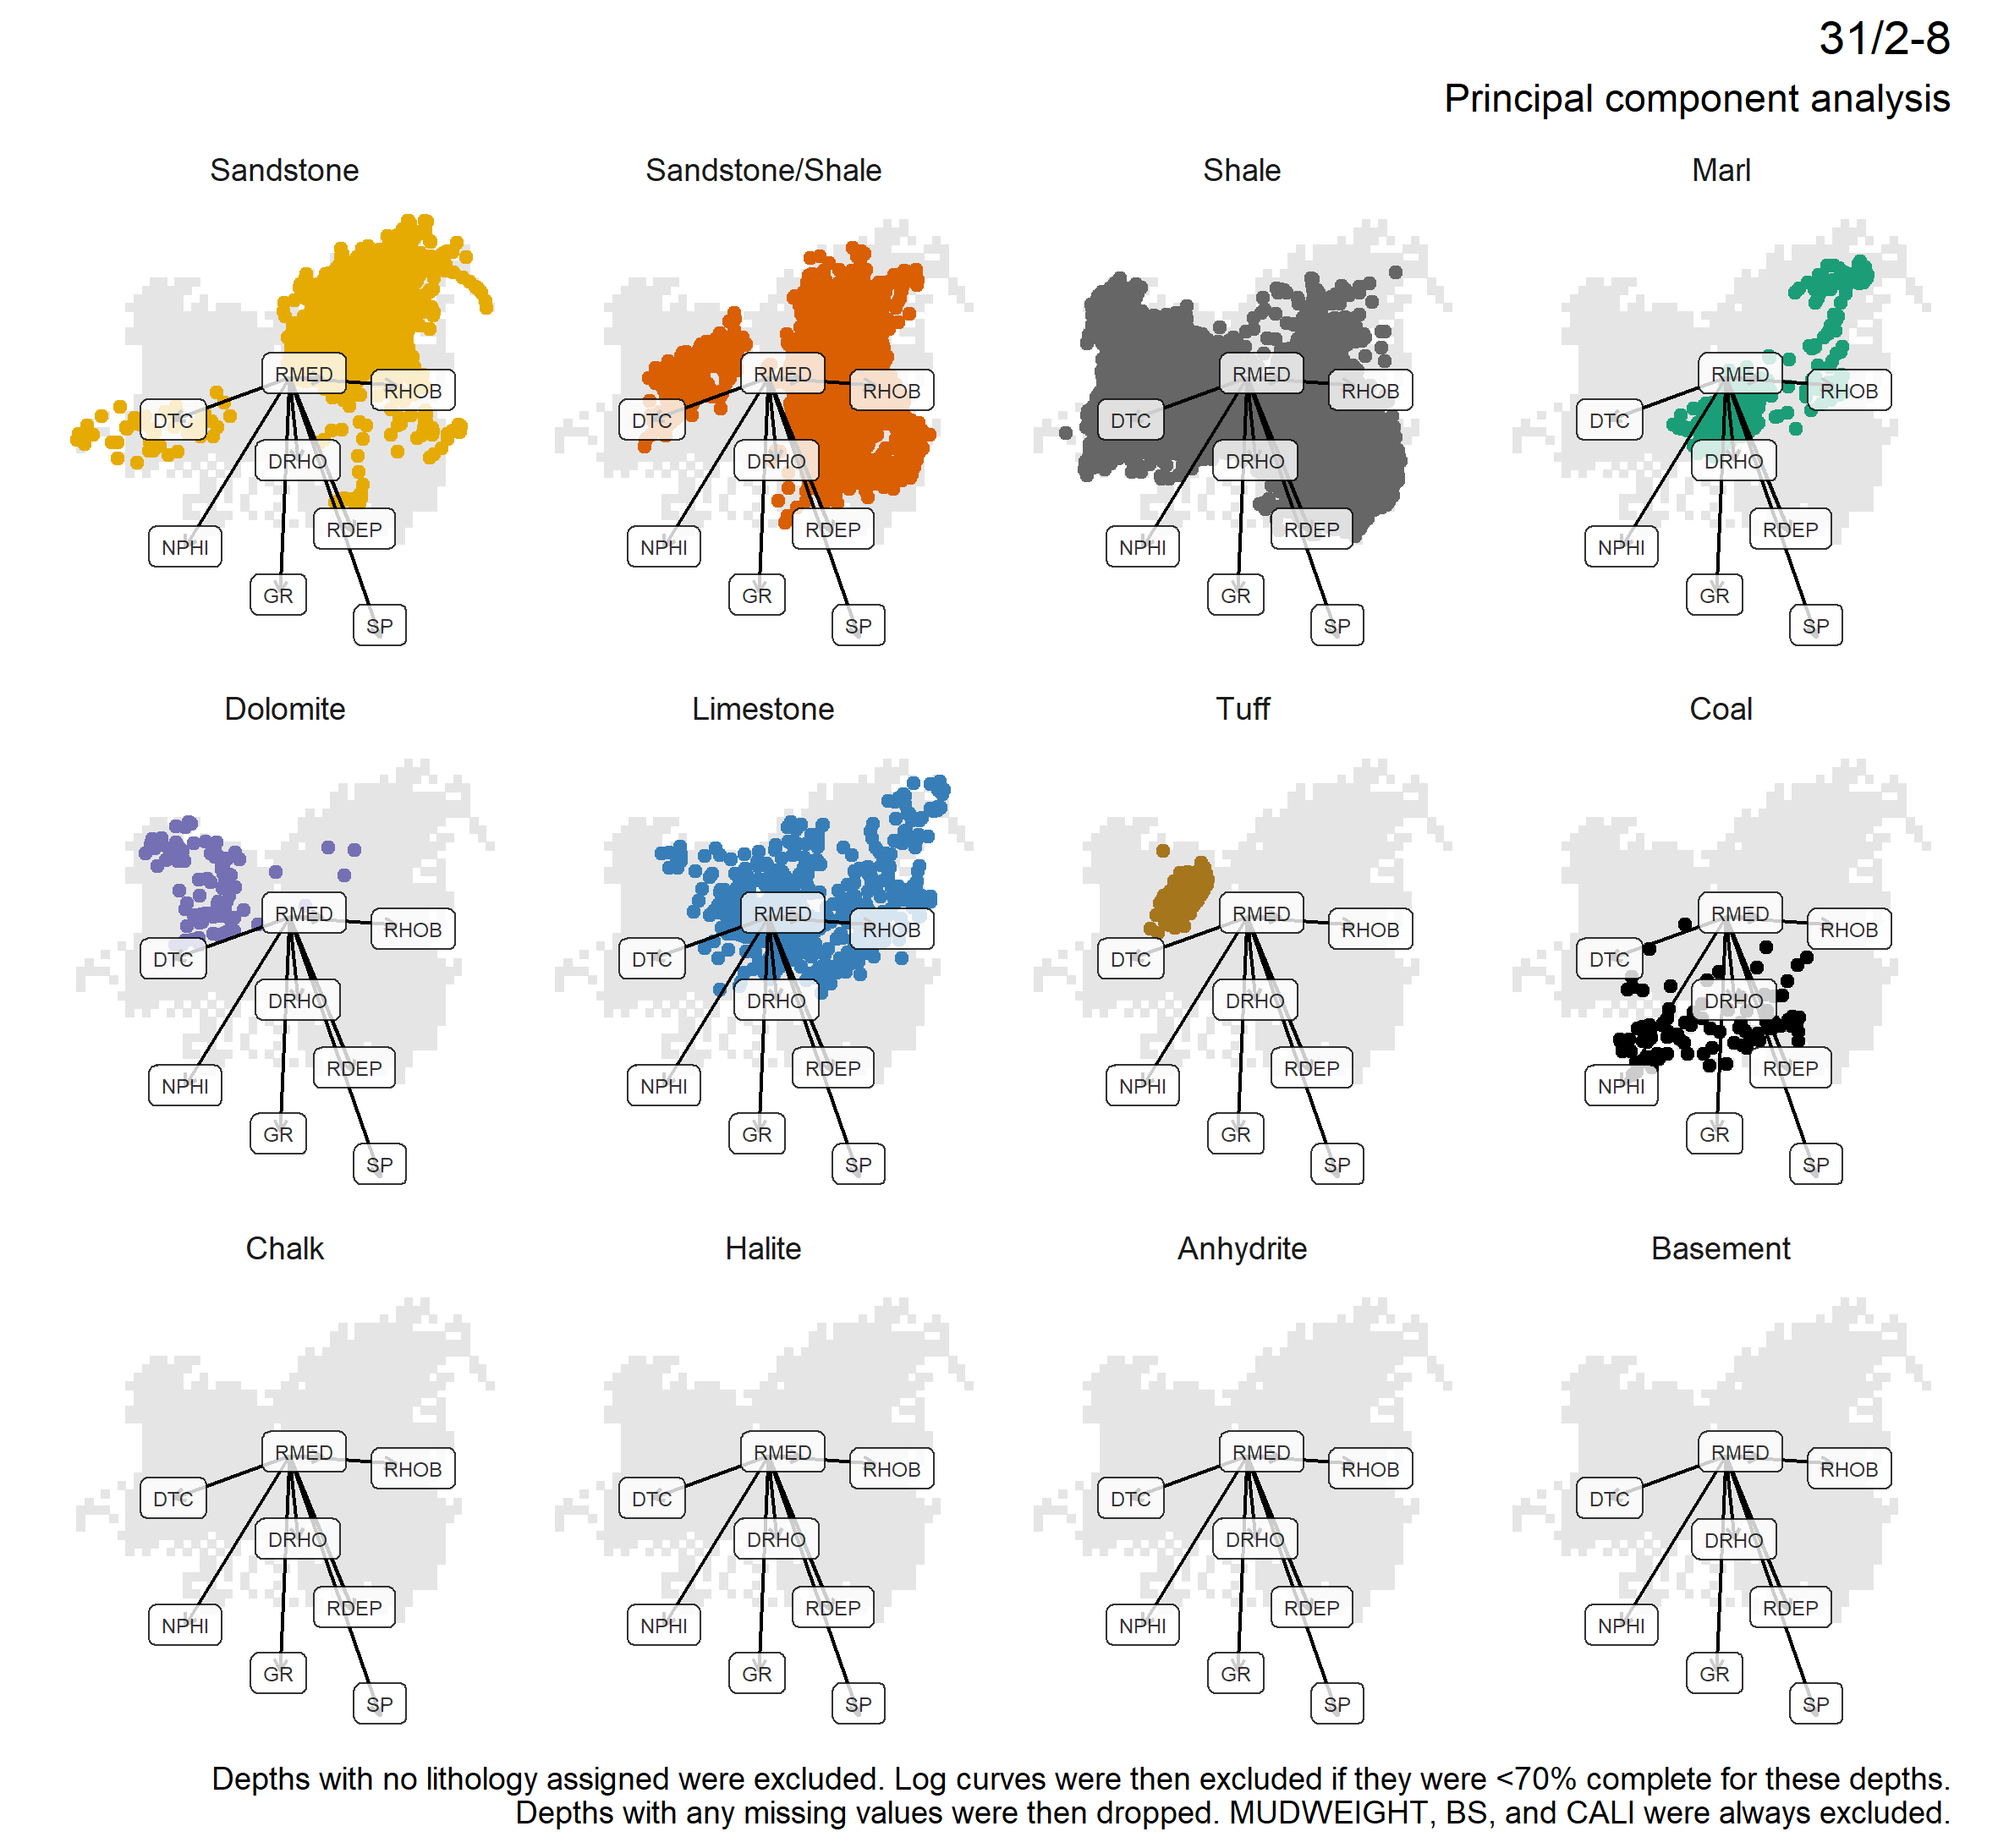 31/2-8
Principal component analysis
Sandstone
Sandstone/Shale
Shale
Marl
RMED
RHOB
DTC
DRHO
RDEP
NPHI
GR
SP
RMED
RHOB
DTC
DRHO
RDEP
NPHI
GR
SP
RMED
RHOB
DTC
DRHO
RDEP
NPHI
GR
SP
RMED
RHOB
DTC
DRHO
RDEP
NPHI
GR
SP
Dolomite
Limestone
Tuff
Coal
RMED
RHOB
DTC
DRHO
RDEP
NPHI
GR
SP
RMED
RHOB
DTC
DRHO
RDEP
NPHI
GR
SP
RMED
RHOB
DTC
DRHO
RDEP
NPHI
GR
SP
RMED
RHOB
DTC
DRHO
RDEP
NPHI
GR
SP
Chalk
Halite
Anhydrite
Basement
RMED
RHOB
DTC
DRHO
RDEP
NPHI
GR
SP
RMED
RHOB
DTC
DRHO
RDEP
NPHI
GR
SP
RMED
RHOB
DTC
DRHO
RDEP
NPHI
GR
SP
RMED
RHOB
DTC
DRHO
RDEP
NPHI
GR
SP
Depths with no lithology assigned were excluded. Log curves were then excluded if they were <70% complete for these depths.
Depths with any missing values were then dropped. MUDWEIGHT, BS, and CALI were always excluded.